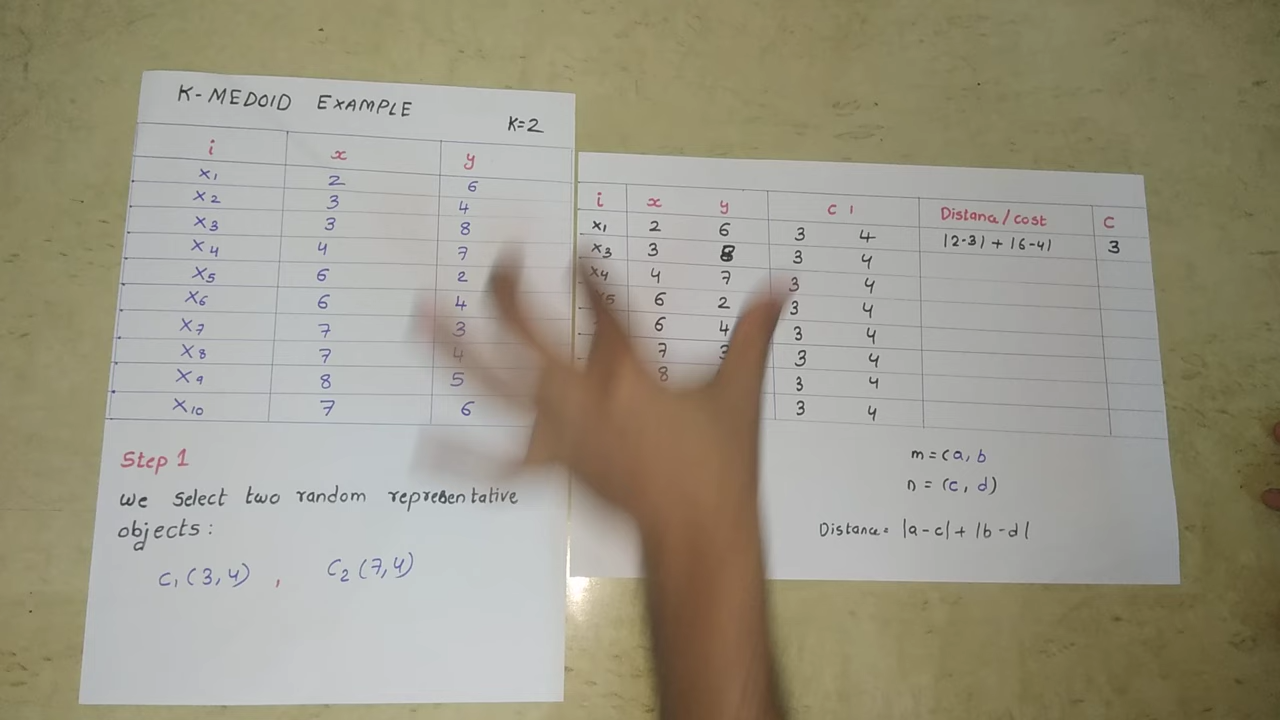 K-MEDOID EXAMPLE
K=2
i x y
X1 2 6
X2 3 4
X3 3 8
X4 4 7
X5 6 2
X6 6 4
X7 7 3
X8 7 4
X9 8 5
X10 7 6
Step 1
we select two random representative
objects:
C1(3,4) , C2(7,4)
i x y C1 Distance/cost C
X1 2 6 3 4 |2-3| + |6-4| 3
X3 3 8 3 4
X4 4 7 3 4
6 2 3 4
6 4 3 4
7 3 3 4
8 3 4
3 4
m=(a,b
n=(c,d)
Distance= |a-c|+|b-d|